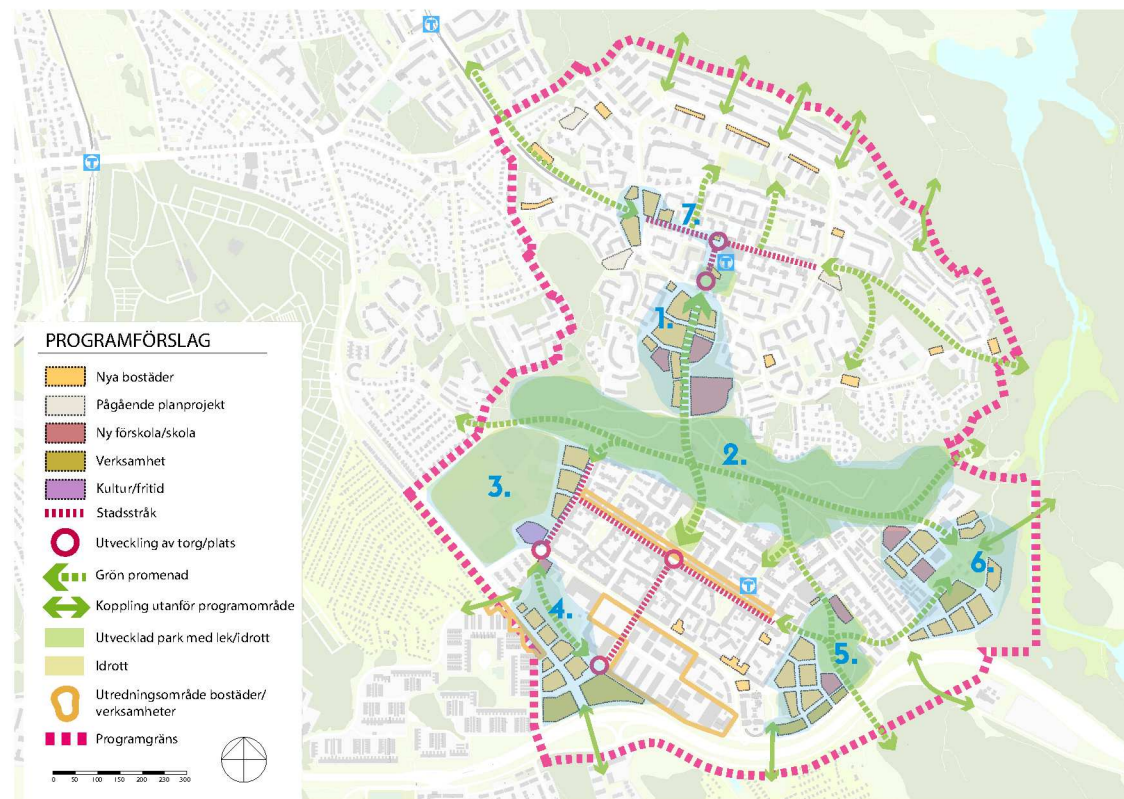 T
T
7.
T
1.
2.
3.
6.
T
4.
5.
PROGRAMFÖRSLAG
Nya bostäder
Pågående planprojekt
Ny förskola/skola
Verksamhet
Kultur/fritid
Stadsstråk
Utveckling av torg/plats
Grön promenad
Koppling utanför programområde
Utvecklad park med lek/idrott
Idrott
Utredningsområde bostäder/
verksamheter
Programgräns
0 50 100 150 200 230 300